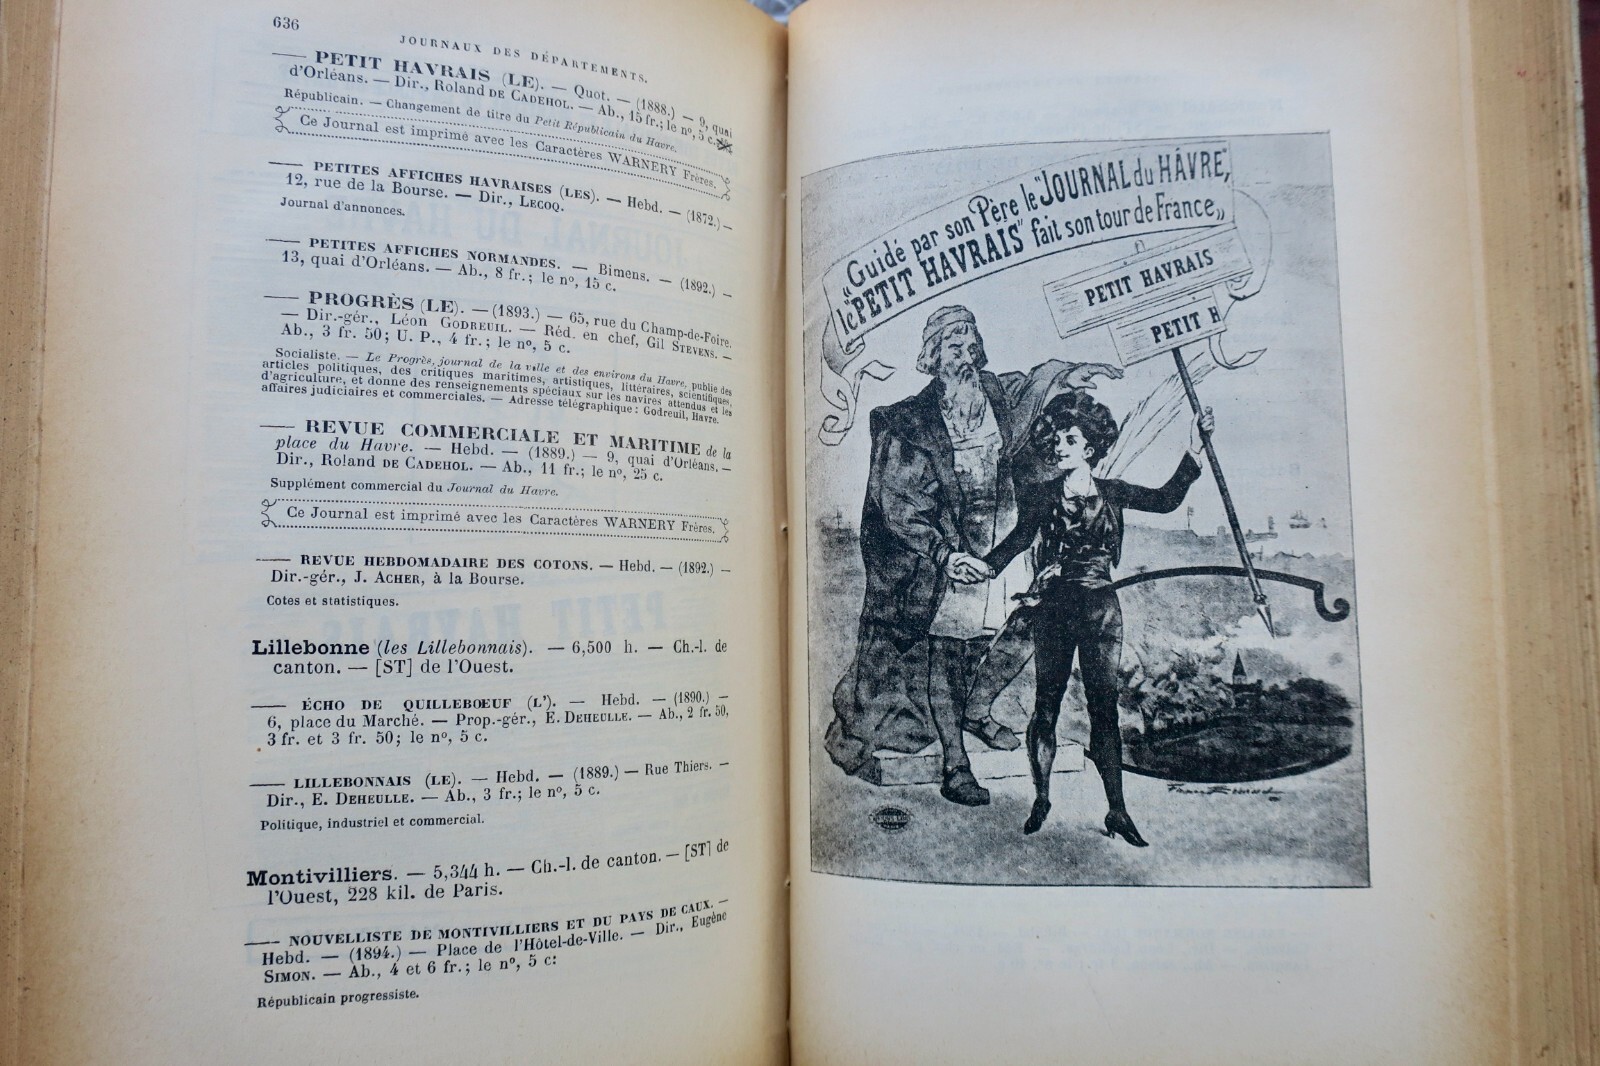 636
JOURNAUX DES DÉPARTEMENTS.
—— PETIT HAVRAIS (LE). — Quot. — (1888.) — 9, quai
d'Orléans. — Dir., Roland DE CADEHOL. — Ab., 15 fr.; le n°, 5 c.
Républicain. — Changement de titre du Petit Républicain du Havre.
Ce Journal est imprimé avec les Caractères WARNERY Frères.
—— PETITES AFFICHES HAVRAISES (LES). — Hebd. — (1872.) —
12, rue de la Bourse. — Dir., LECOQ.
Journal d'annonces.
—— PETITES AFFICHES NORMANDES. — Bimens. — (1892.) —
13, quai d'Orléans. — Ab., 8 fr.; le n°, 15 c.
—— PROGRÈS (LE). — (1893.) — 65, rue du Champ-de-Foire.
— Dir.-gér., Léon GODREUIL. — Réd. en chef, Gil STEVENS. —
Ab., 3 fr. 50; U. P., 4 fr.; le n°, 5 c.
Socialiste. — Le Progrès, journal de la ville et des environs du Havre, publie des
articles politiques, des critiques maritimes, artistiques, littéraires, scientifiques,
d'agriculture, et donne des renseignements spéciaux sur les navires attendus et les
affaires judiciaires et commerciales. — Adresse télégraphique : Godreuil, Havre.
—— REVUE COMMERCIALE ET MARITIME de la
place du Havre. — Hebd. — (1889.) — 9, quai d'Orléans. —
Dir., Roland DE CADEHOL. — Ab., 11 fr.; le n°, 25 c.
Supplément commercial du Journal du Havre.
Ce Journal est imprimé avec les Caractères WARNERY Frères.
—— REVUE HEBDOMADAIRE DES COTONS. — Hebd. — (1892.) —
Dir.-gér., J. ACHER, à la Bourse.
Cotes et statistiques.
Lillebonne (les Lillebonnais). — 6,500 h. — Ch.-l. de
canton. — [ST] de l'Ouest.
—— ÉCHO DE QUILLEBŒUF (L'). — Hebd. — (1890.) —
6, place du Marché. — Prop.-gér., E. DEHEULLE. — Ab., 2 fr. 50,
3 fr. et 3 fr. 50; le n°, 5 c.
—— LILLEBONNAIS (LE). — Hebd. — (1889.) — Rue Thiers. —
Dir., E. DEHEULLE. — Ab., 3 fr.; le n°, 5 c.
Politique, industriel et commercial.
Montivilliers. — 5,344 h. — Ch.-l. de canton. — [ST] de
l'Ouest, 228 kil. de Paris.
—— NOUVELLISTE DE MONTIVILLIERS ET DU PAYS DE CAUX. —
Hebd. — (1894.) — Place de l'Hôtel-de-Ville. — Dir., Eugène
SIMON. — Ab., 4 et 6 fr.; le n°, 5 c:
Républicain progressiste.
"Guidé par son Père le "JOURNAL du HÂVRE,"
le "PETIT HAVRAIS" fait son tour de France,,
PETIT HAVRAIS
PETIT H